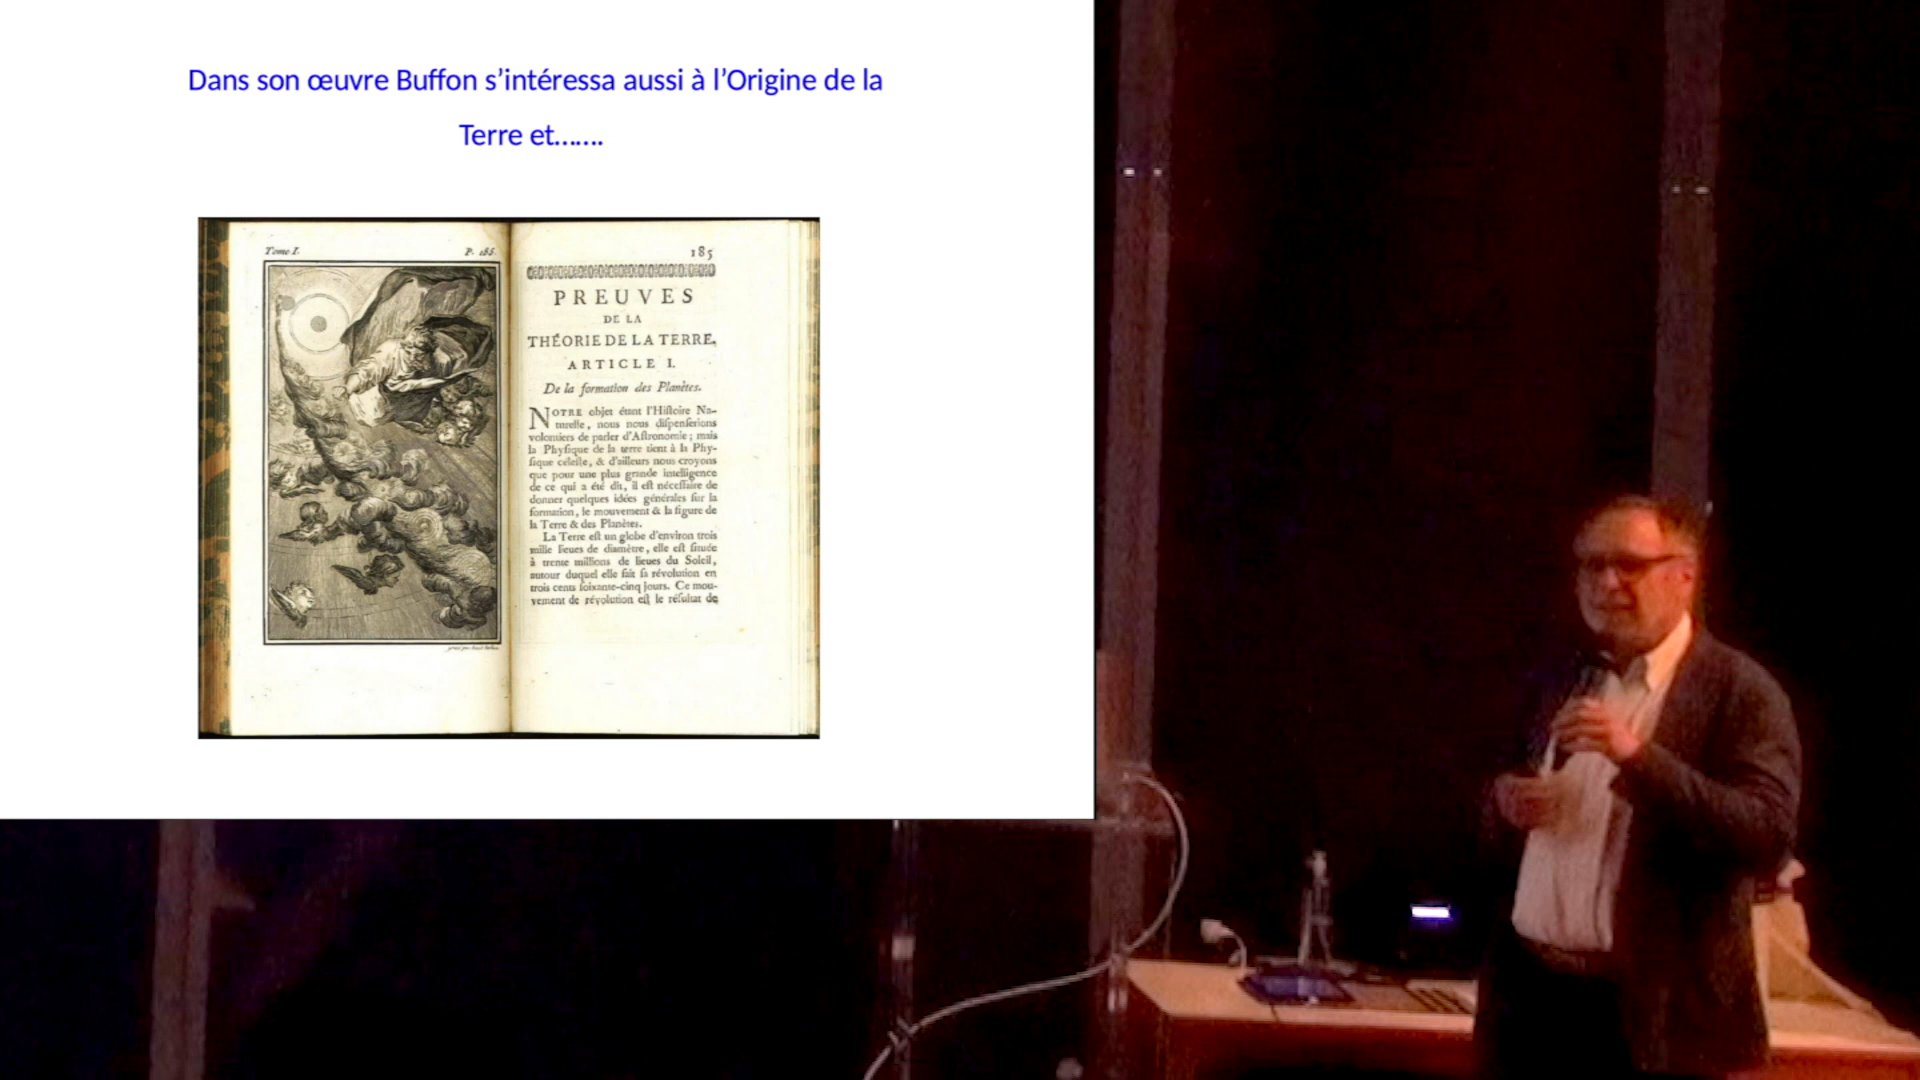 Dans son œuvre Buffon s’intéressa aussi à l’Origine de la
Terre et.......
Tome I.
P. 185.
185
PREUVES
DE LA
THÉORIE DE LA TERRE.
ARTICLE I.
De la formation des Planètes.
NOTRE objet étant l'Hiſtoire Na-
turelle, nous nous diſpenſerions
volontiers de parler d'Aſtronomie; mais
la Phyſique de la terre tient à la Phy-
ſique céleſte, & d'ailleurs nous croyons
que pour une plus grande intelligence
de ce qui a été dit, il eſt néceſſaire de
donner quelques idées générales ſur la
formation, le mouvement & la figure de
la Terre & des Planètes.
La Terre eſt un globe d'environ trois
mille lieues de diamètre, elle eſt ſituée
à trente millions de lieues du Soleil,
autour duquel elle fait ſa révolution en
trois cents ſoixante-cinq jours. Ce mou-
vement de révolution eſt le réſultat de